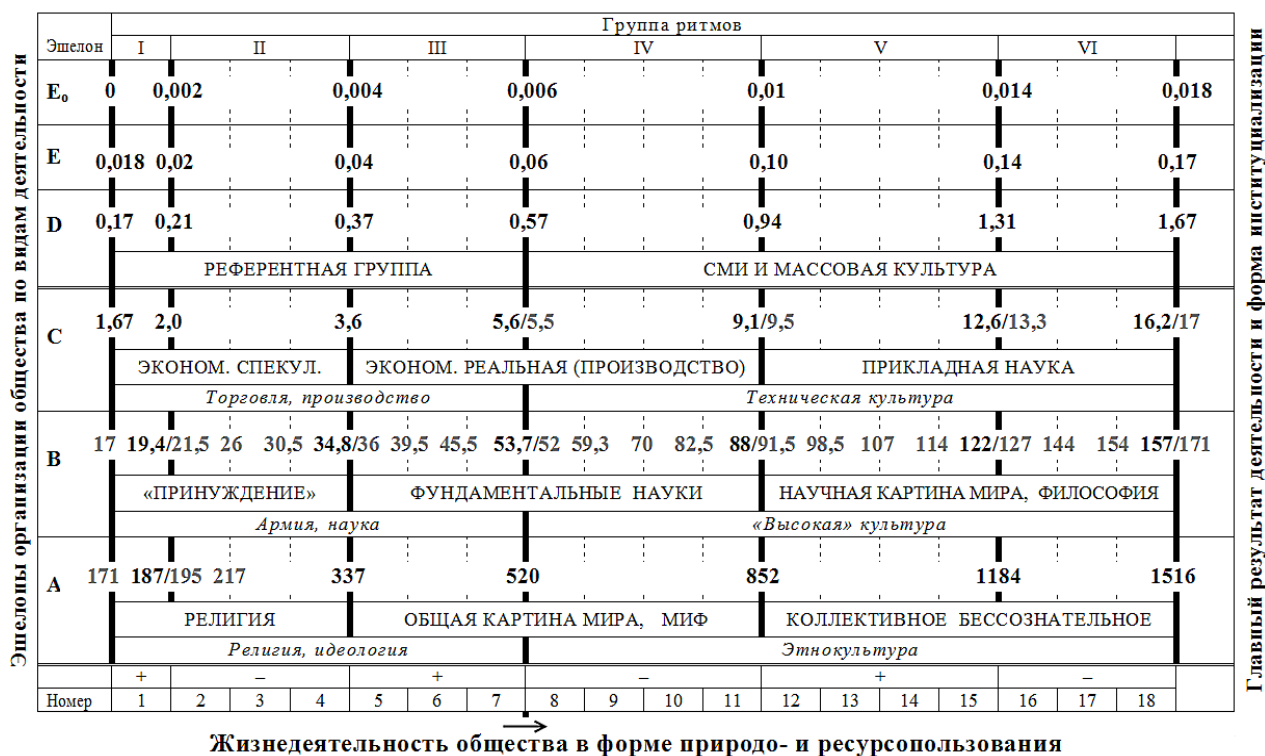 Эшелоны организации общества по видам деятельности
Главный результат деятельности и форма институциализации
Группа ритмов
Эшелон I II III IV V VI
E₀ 0 0,002 0,004 0,006 0,01 0,014 0,018
E 0,018 0,02 0,04 0,06 0,10 0,14 0,17
D 0,17 0,21 0,37 0,57 0,94 1,31 1,67
РЕФЕРЕНТНАЯ ГРУППА СМИ И МАССОВАЯ КУЛЬТУРА
C 1,67 2,0 3,6 5,6/5,5 9,1/9,5 12,6/13,3 16,2/17
ЭКОНОМ. СПЕКУЛ. ЭКОНОМ. РЕАЛЬНАЯ (ПРОИЗВОДСТВО) ПРИКЛАДНАЯ НАУКА
Торговля, производство Техническая культура
B 17 19,4/21,5 26 30,5 34,8/36 39,5 45,5 53,7/52 59,3 70 82,5 88/91,5 98,5 107 114 122/127 144 154 157/171
«ПРИНУЖДЕНИЕ» ФУНДАМЕНТАЛЬНЫЕ НАУКИ НАУЧНАЯ КАРТИНА МИРА, ФИЛОСОФИЯ
Армия, наука «Высокая» культура
A 171 187/195 217 337 520 852 1184 1516
РЕЛИГИЯ ОБЩАЯ КАРТИНА МИРА, МИФ КОЛЛЕКТИВНОЕ БЕССОЗНАТЕЛЬНОЕ
Религия, идеология Этнокультура
+ – + – + –
Номер 1 2 3 4 5 6 7 8 9 10 11 12 13 14 15 16 17 18
Жизнедеятельность общества в форме природо- и ресурсопользования